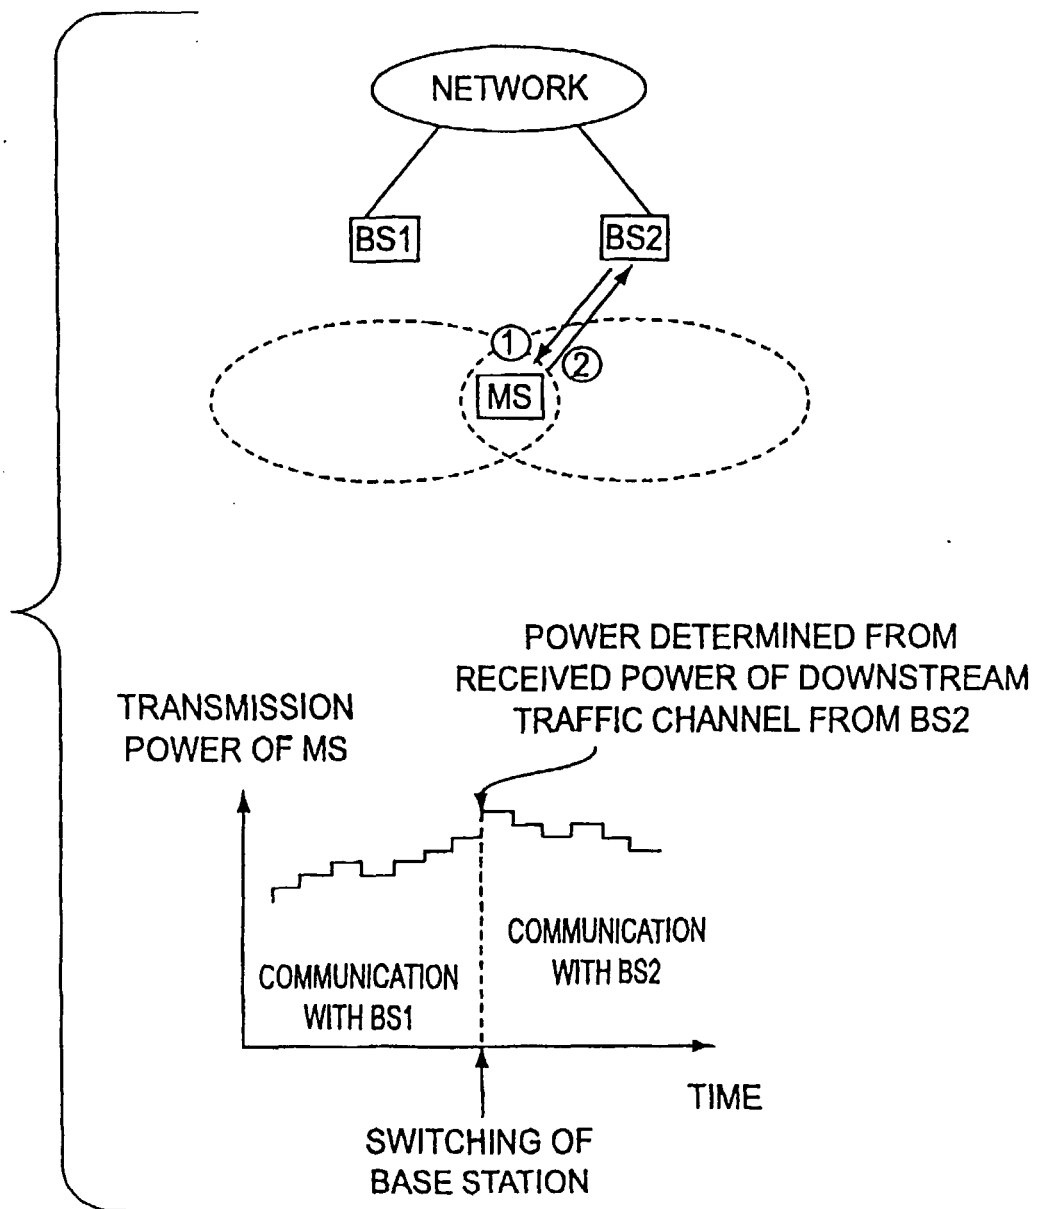 NETWORK
BS1
BS2
①
②
MS
POWER DETERMINED FROM
RECEIVED POWER OF DOWNSTREAM
TRAFFIC CHANNEL FROM BS2
TRANSMISSION
POWER OF MS
COMMUNICATION
WITH BS2
COMMUNICATION
WITH BS1
TIME
SWITCHING OF
BASE STATION